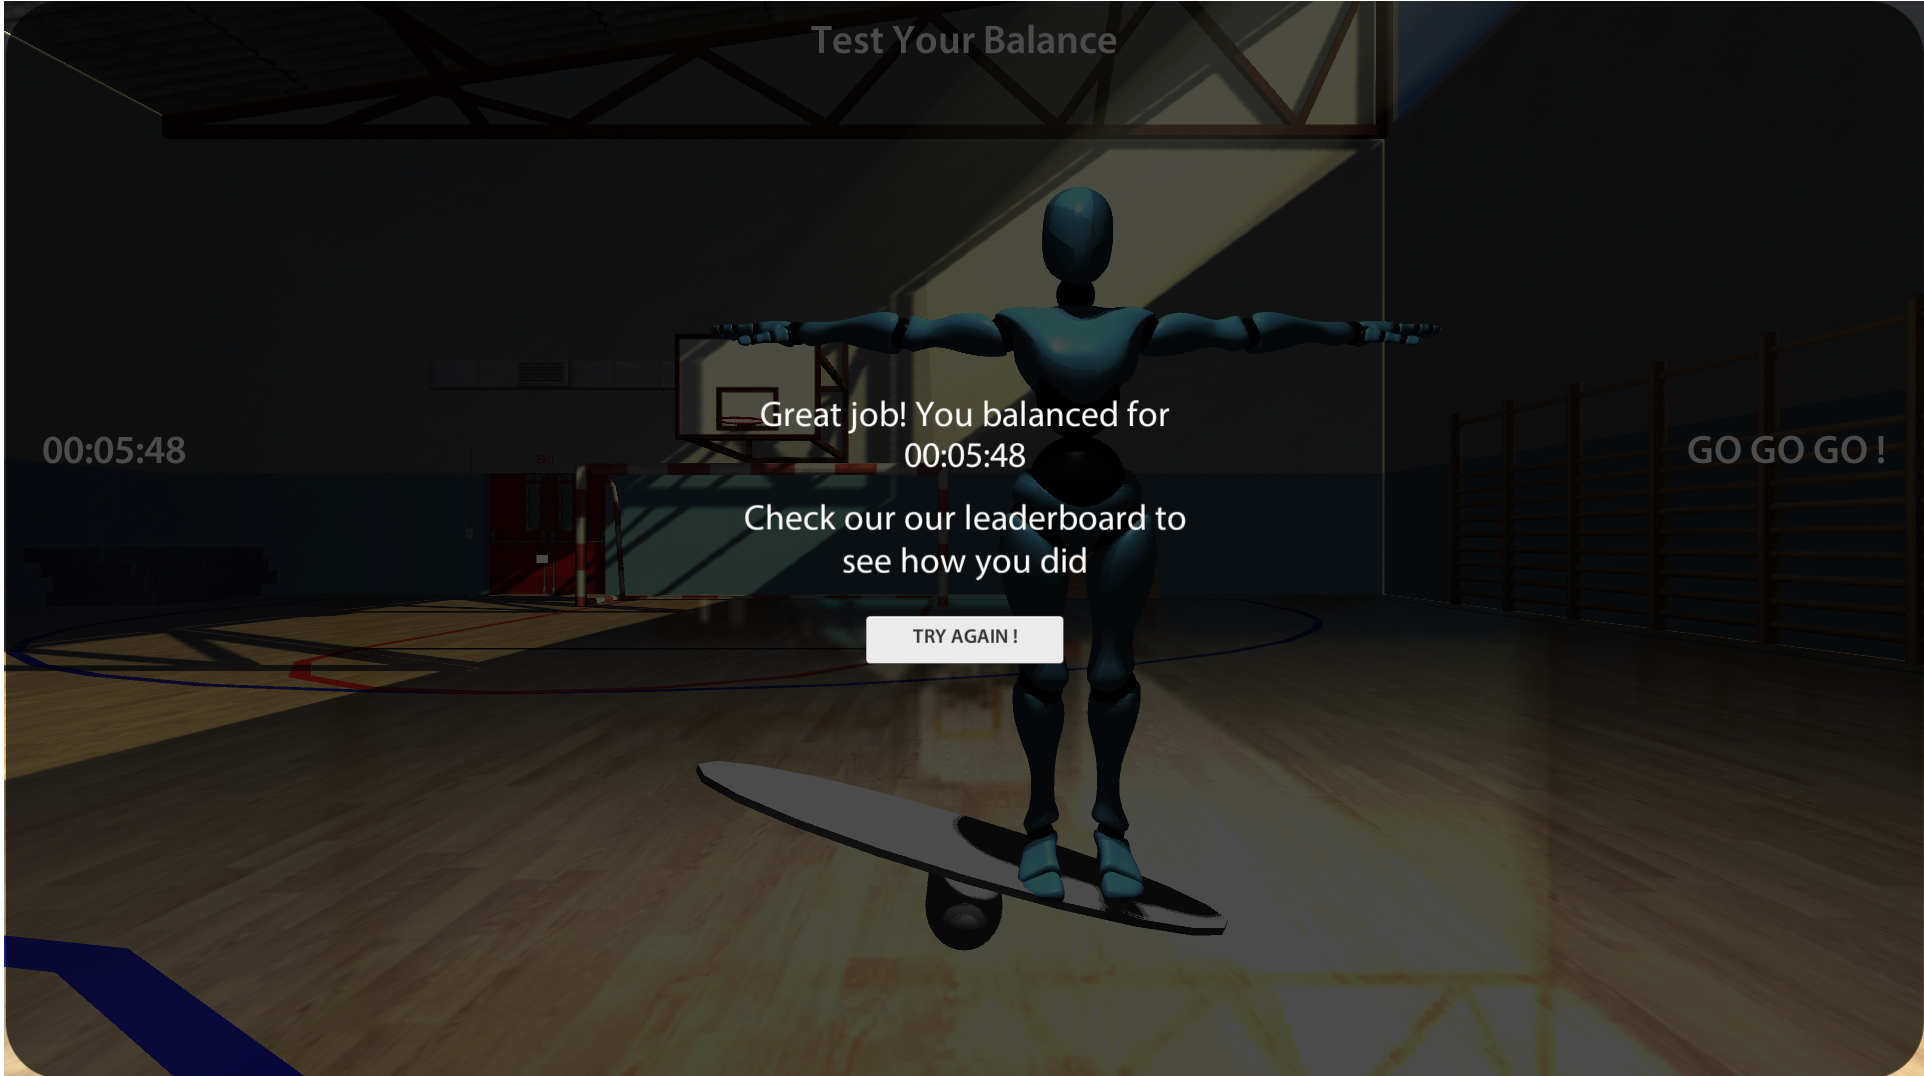 Test Your Balance
EXIT
00:05:48
GO GO GO !
Great job! You balanced for
00:05:48
Check our our leaderboard to
see how you did
TRY AGAIN !